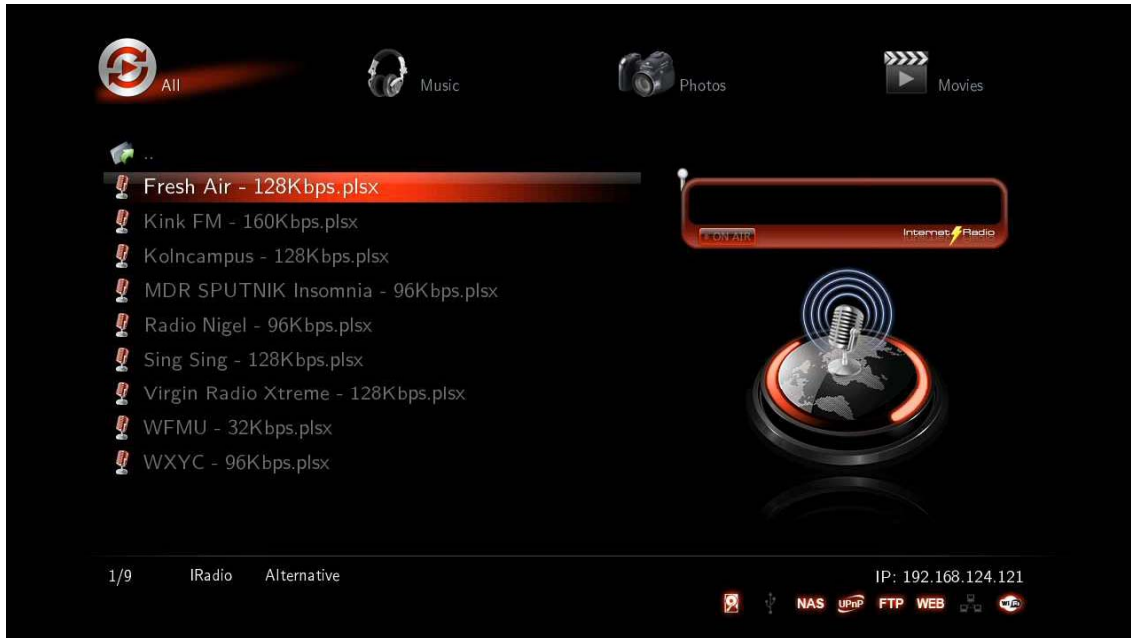 All
Music
Photos
Movies
..
Fresh Air - 128Kbps.plsx
Kink FM - 160Kbps.plsx
Kolncampus - 128Kbps.plsx
MDR SPUTNIK Insomnia - 96Kbps.plsx
Radio Nigel - 96Kbps.plsx
Sing Sing - 128Kbps.plsx
Virgin Radio Xtreme - 128Kbps.plsx
WFMU - 32Kbps.plsx
WXYC - 96Kbps.plsx
ON AIR
Internet Radio
1/9 IRadio Alternative IP: 192.168.124.121
NAS UPnP FTP WEB WiFi